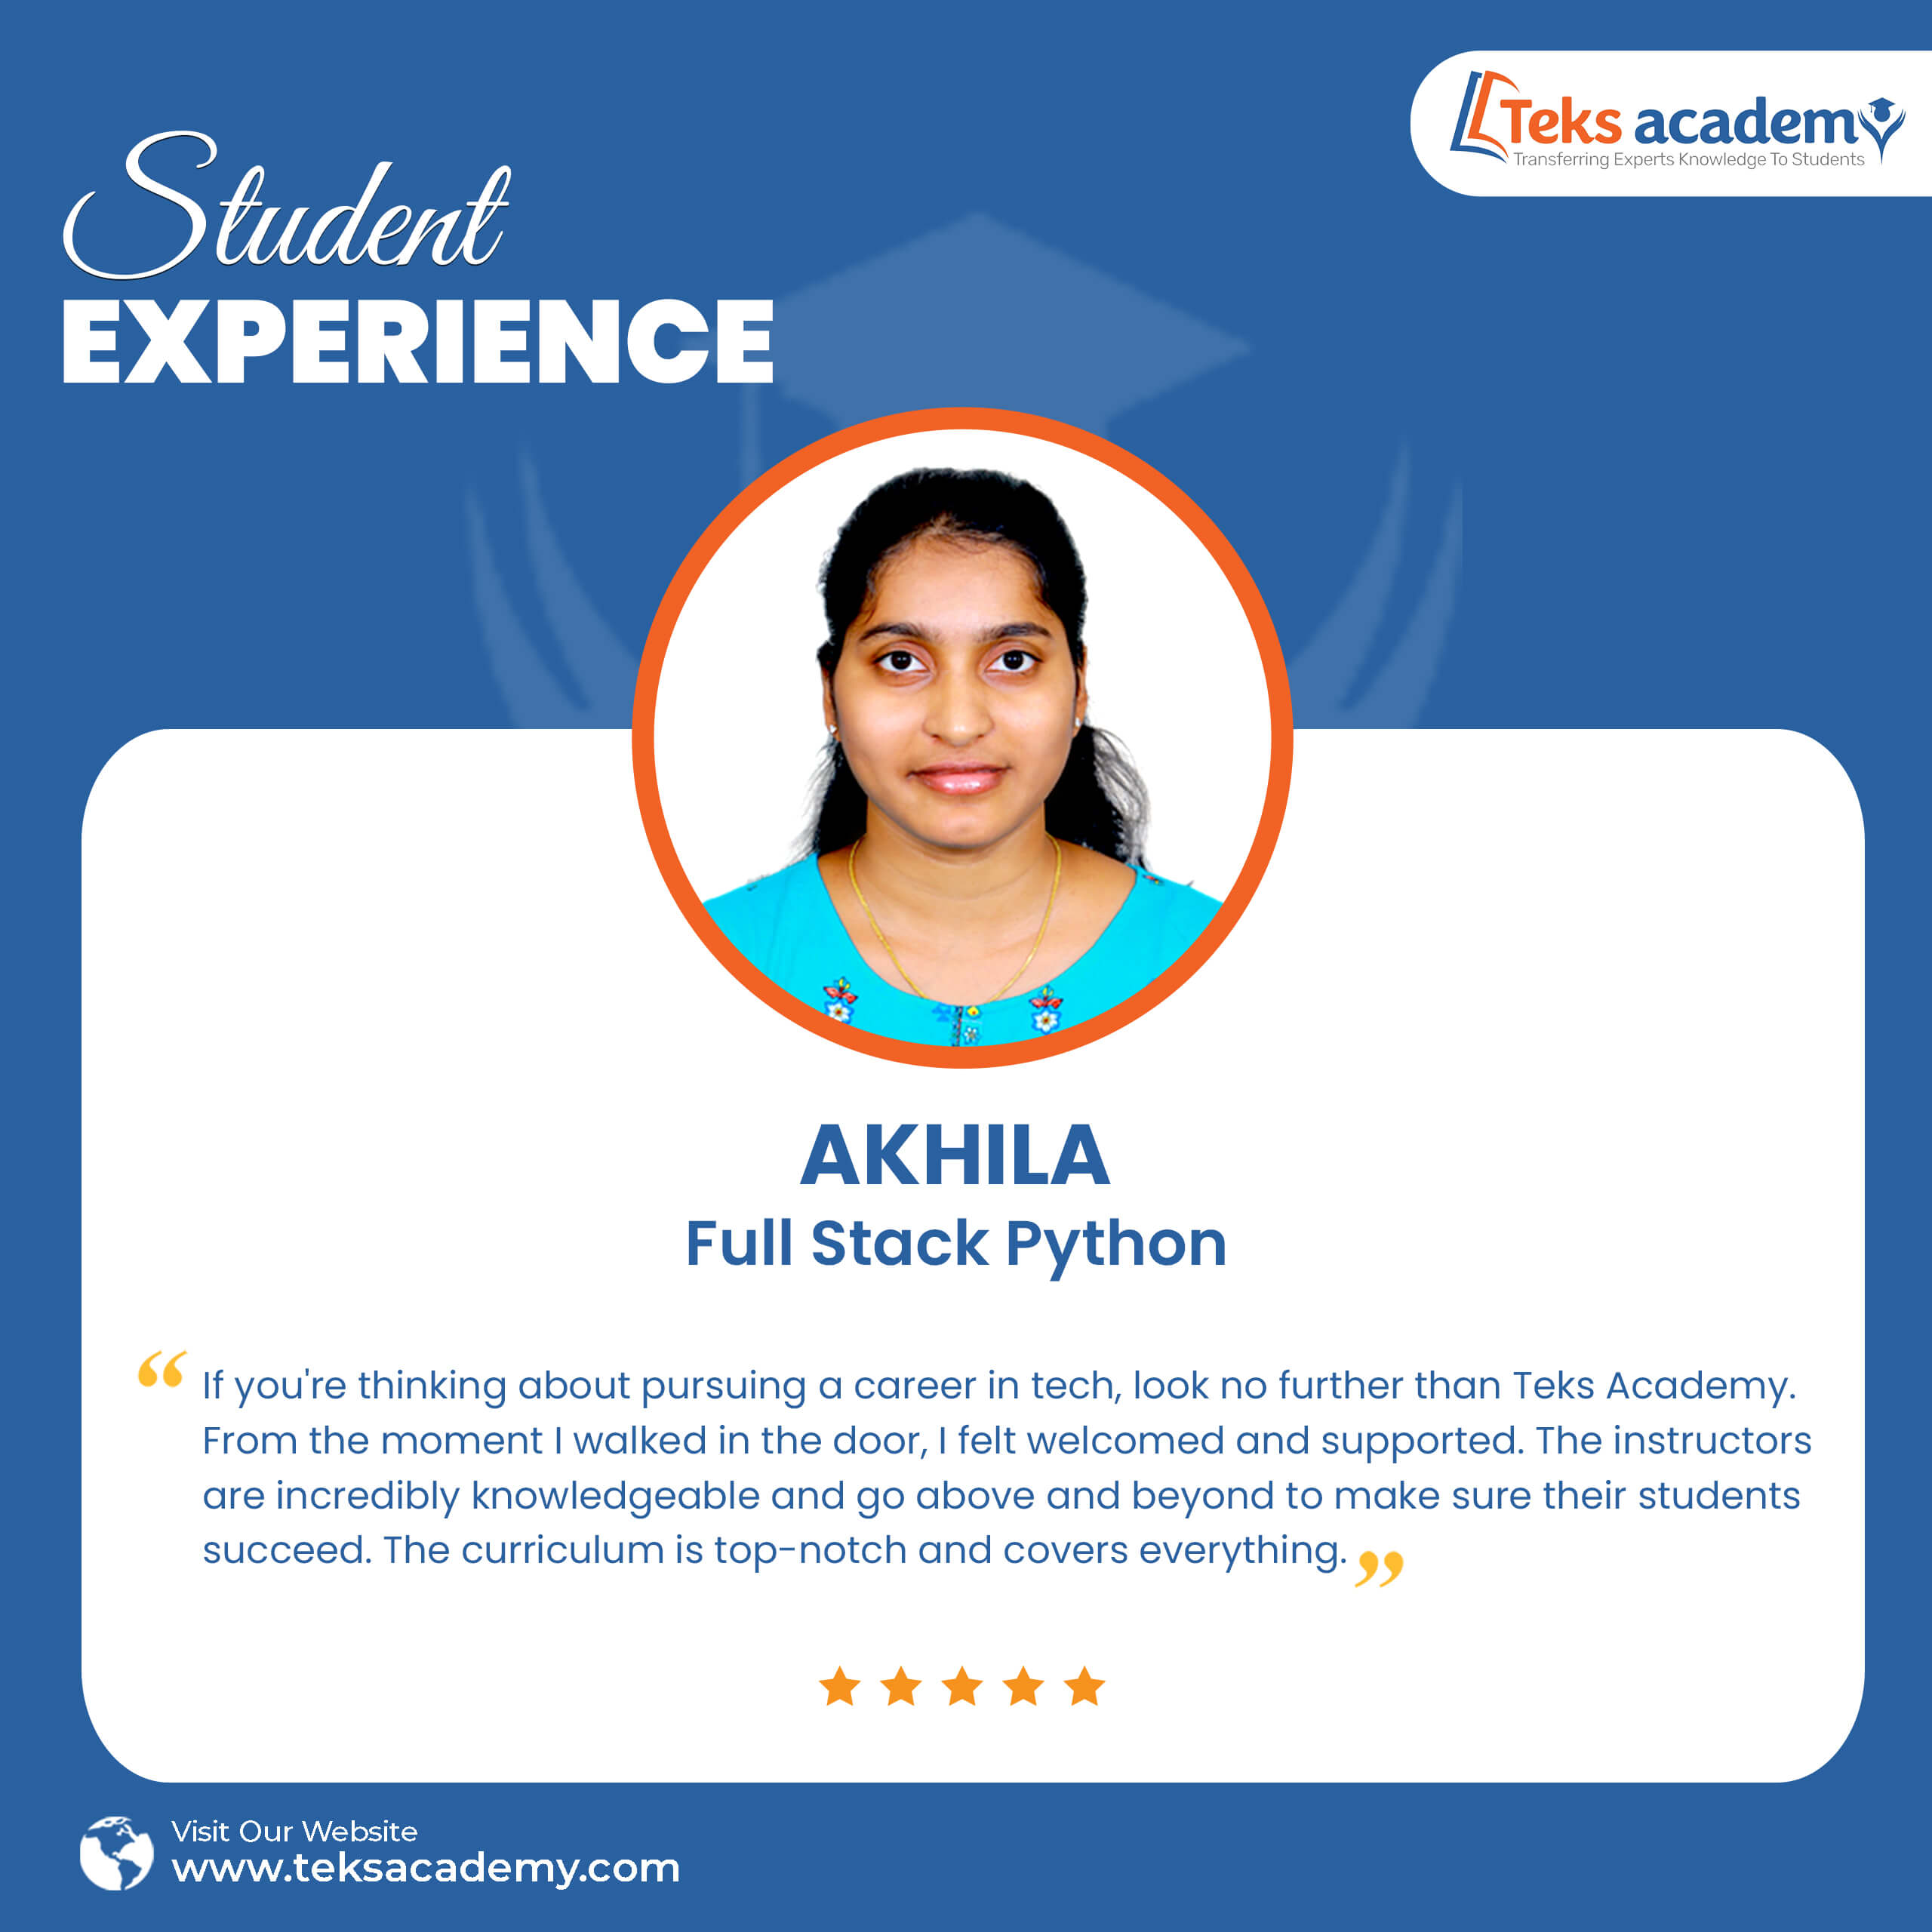 Teks academy
Transferring Experts Knowledge To Students
Student
EXPERIENCE
AKHILA
Full Stack Python
“ If you're thinking about pursuing a career in tech, look no further than Teks Academy.
From the moment I walked in the door, I felt welcomed and supported. The instructors
are incredibly knowledgeable and go above and beyond to make sure their students
succeed. The curriculum is top-notch and covers everything. ”
Visit Our Website
www.teksacademy.com